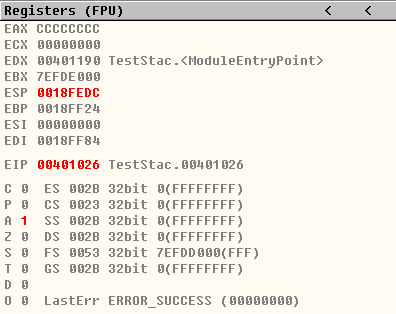 Registers (FPU) < <
EAX CCCCCCCC
ECX 00000000
EDX 00401190 TestStac.<ModuleEntryPoint>
EBX 7EFDE000
ESP 0018FEDC
EBP 0018FF24
ESI 00000000
EDI 0018FF84
EIP 00401026 TestStac.00401026
C 0 ES 002B 32bit 0(FFFFFFFF)
P 0 CS 0023 32bit 0(FFFFFFFF)
A 1 SS 002B 32bit 0(FFFFFFFF)
Z 0 DS 002B 32bit 0(FFFFFFFF)
S 0 FS 0053 32bit 7EFDD000(FFF)
T 0 GS 002B 32bit 0(FFFFFFFF)
D 0
O 0 LastErr ERROR_SUCCESS (00000000)